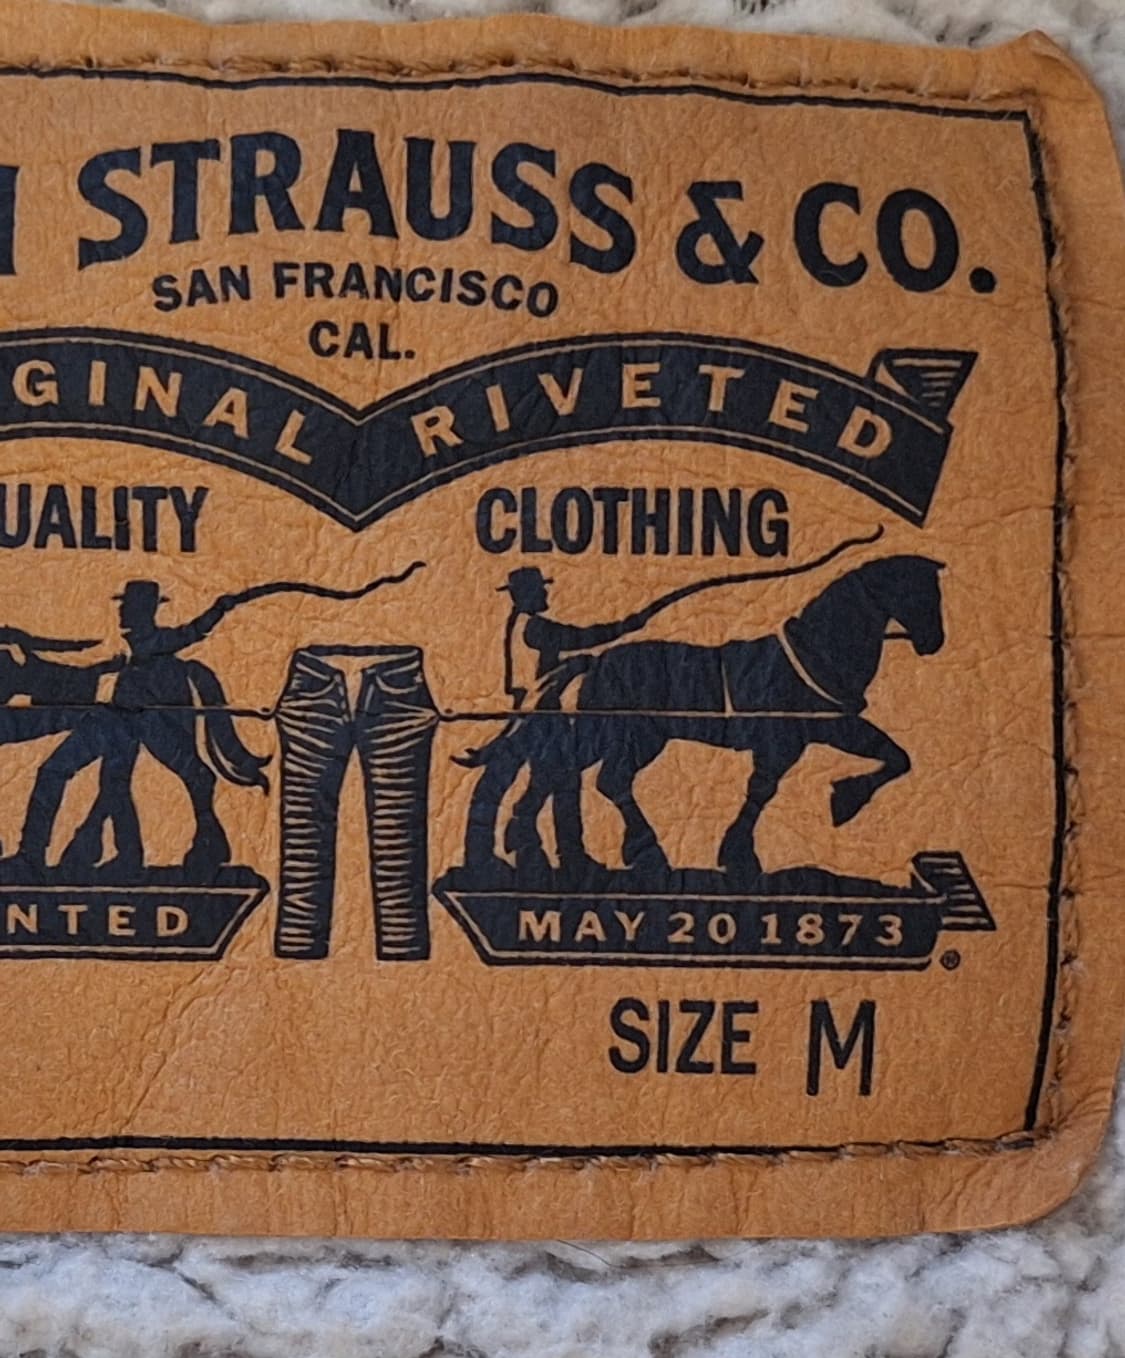 STRAUSS & CO.
SAN FRANCISCO
CAL.
GINAL RIVETED
UALITY CLOTHING
NTED MAY 20 1873
®
SIZE M